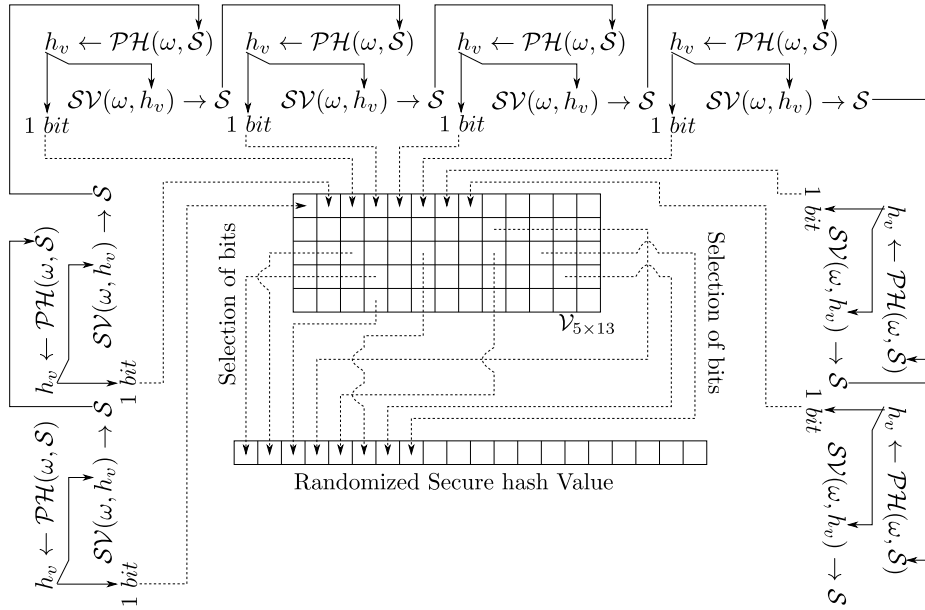 h_v ← 𝒫ℋ(ω, 𝒮)
h_v ← 𝒫ℋ(ω, 𝒮)
h_v ← 𝒫ℋ(ω, 𝒮)
h_v ← 𝒫ℋ(ω, 𝒮)
𝒮𝒱(ω, h_v) → 𝒮
𝒮𝒱(ω, h_v) → 𝒮
𝒮𝒱(ω, h_v) → 𝒮
𝒮𝒱(ω, h_v) → 𝒮
1 bit
1 bit
1 bit
1 bit
h_v ← 𝒫ℋ(ω, 𝒮)
𝒮𝒱(ω, h_v) → 𝒮
1 bit
h_v ← 𝒫ℋ(ω, 𝒮)
𝒮𝒱(ω, h_v) → 𝒮
1 bit
Selection of bits
𝒱5×13
Selection of bits
1 bit
𝒮𝒱(ω, h_v) → 𝒮
h_v ← 𝒫ℋ(ω, 𝒮)
1 bit
𝒮𝒱(ω, h_v) → 𝒮
h_v ← 𝒫ℋ(ω, 𝒮)
Randomized Secure hash Value